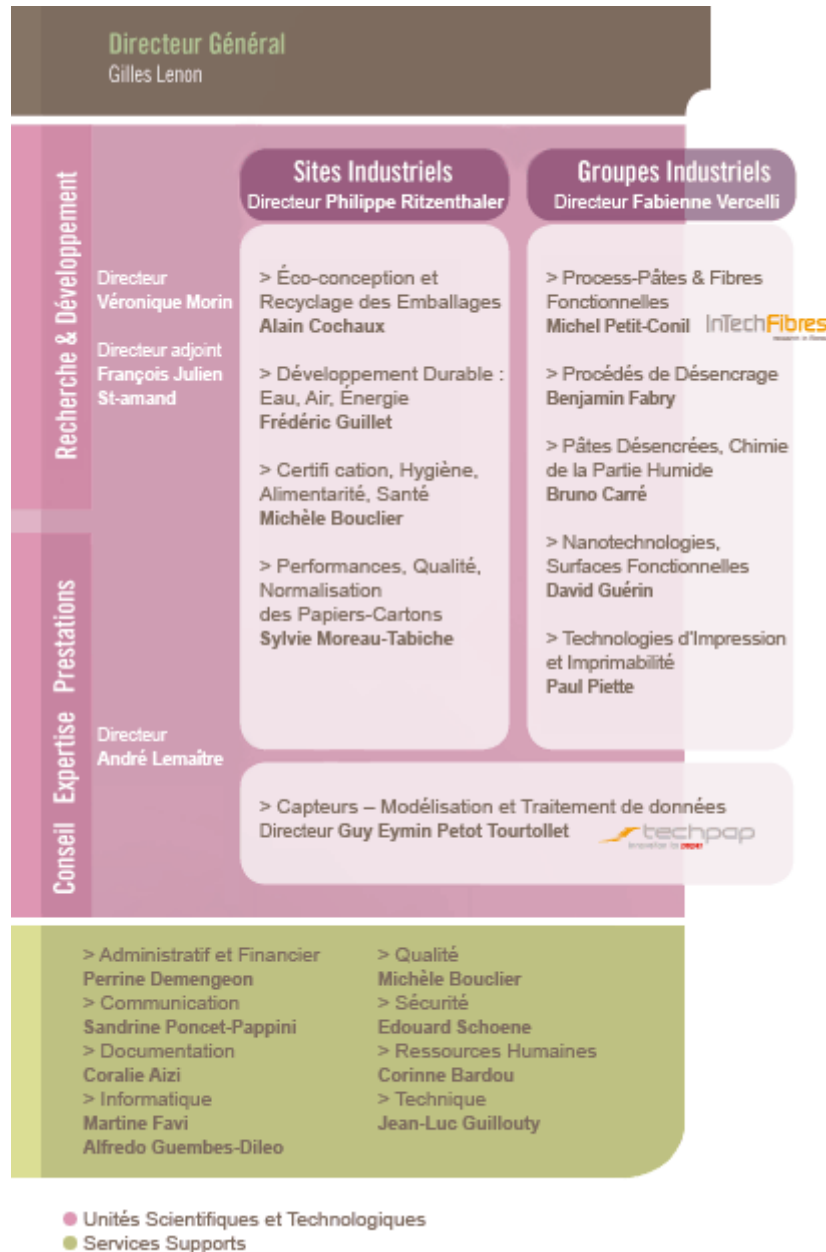 Directeur Général
Gilles Lenon
Recherche & Développement
Directeur
Véronique Morin
Directeur adjoint
François Julien
St-amand
Sites Industriels
Directeur Philippe Ritzenthaler
> Éco-conception et
Recyclage des Emballages
Alain Cochaux
> Développement Durable :
Eau, Air, Énergie
Frédéric Guillet
> Certifi cation, Hygiène,
Alimentarité, Santé
Michèle Bouclier
> Performances, Qualité,
Normalisation
des Papiers-Cartons
Sylvie Moreau-Tabiche
Groupes Industriels
Directeur Fabienne Vercelli
> Process-Pâtes & Fibres
Fonctionnelles
Michel Petit-Conil
InTechFibres
> Procédés de Désencrage
Benjamin Fabry
> Pâtes Désencrées, Chimie
de la Partie Humide
Bruno Carré
> Nanotechnologies,
Surfaces Fonctionnelles
David Guérin
> Technologies d'Impression
et Imprimabilité
Paul Piette
Conseil Expertise Prestations
Directeur
André Lemaître
> Capteurs – Modélisation et Traitement de données
Directeur Guy Eymin Petot Tourtollet
techpap
> Administratif et Financier
Perrine Demengeon
> Communication
Sandrine Poncet-Pappini
> Documentation
Coralie Aizi
> Informatique
Martine Favi
Alfredo Guembes-Dileo
> Qualité
Michèle Bouclier
> Sécurité
Edouard Schoene
> Ressources Humaines
Corinne Bardou
> Technique
Jean-Luc Guillouty
Unités Scientifiques et Technologiques
Services Supports